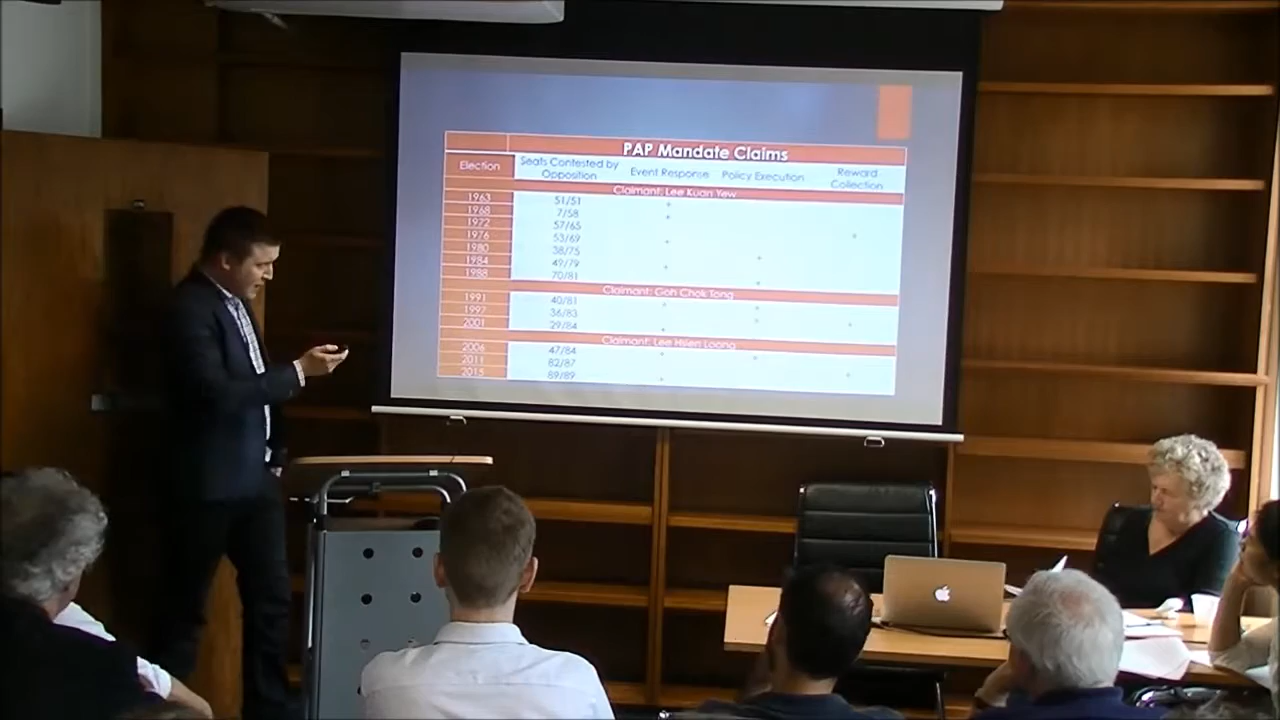 PAP Mandate Claims
Election Seats Contested by Opposition Event Response Policy Execution Reward Collection
Claimant: Lee Kuan Yew
1963 51/51 *
1968 7/58 *
1972 57/65
1976 53/69 *
1980 38/75
1984 49/79 *
1988 70/81 *
Claimant: Goh Chok Tong
1991 40/81 *
1997 36/83 *
2001 29/84 * *
Claimant: Lee Hsien Loong
2006 47/84 * *
2011 82/87
2015 89/89 * *